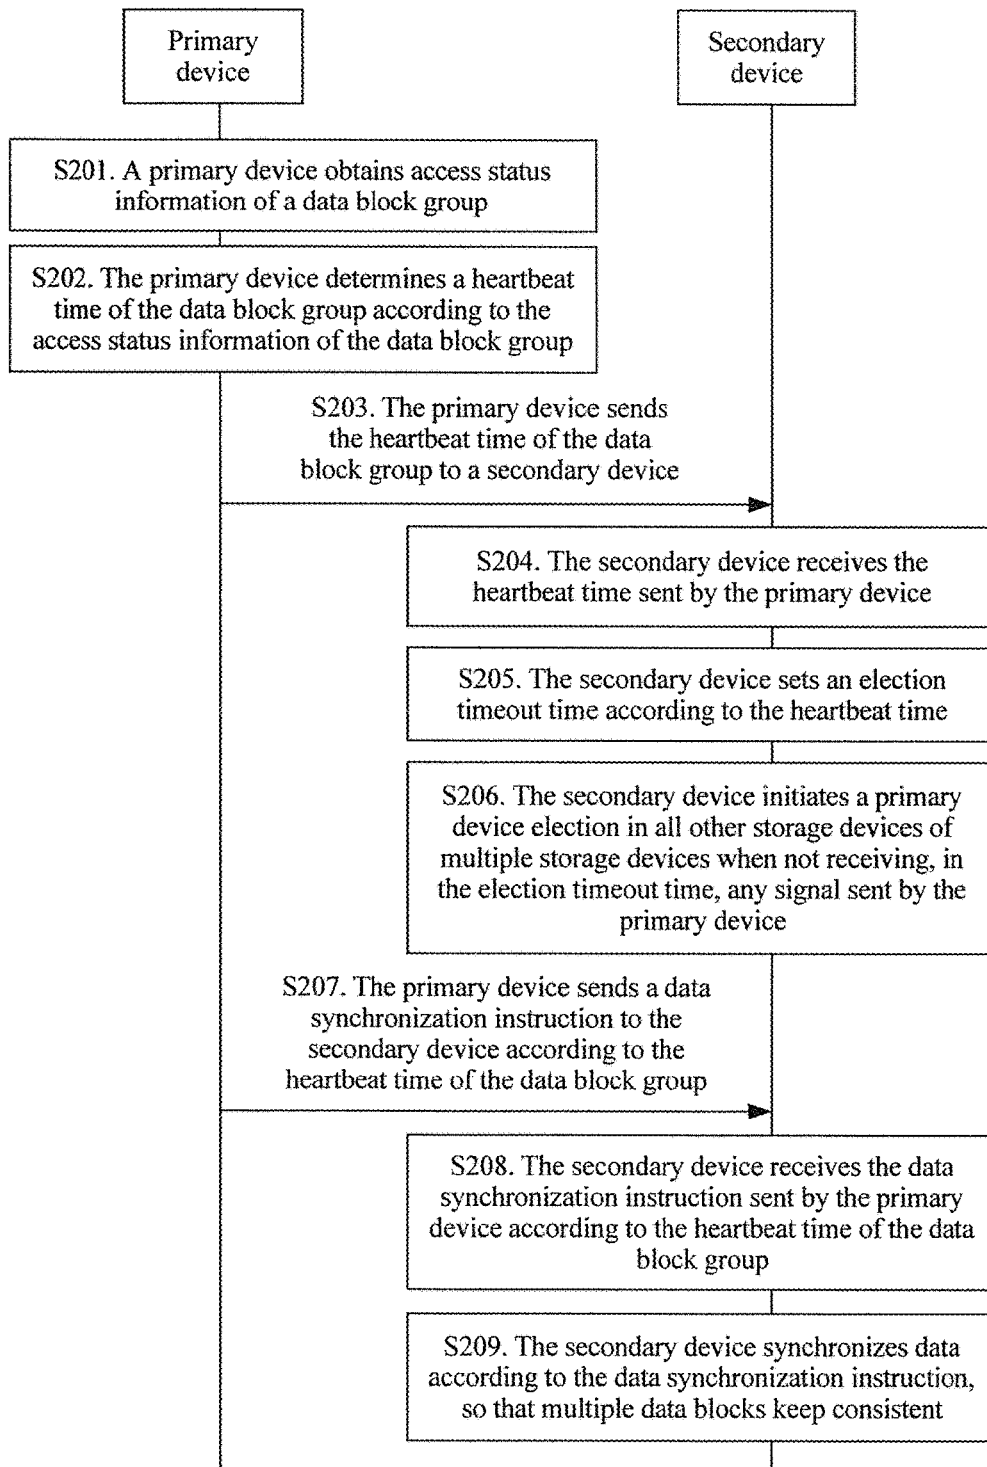 Primary
device
Secondary
device
S201. A primary device obtains access status
information of a data block group
S202. The primary device determines a heartbeat
time of the data block group according to the
access status information of the data block group
S203. The primary device sends
the heartbeat time of the data
block group to a secondary device
S204. The secondary device receives the
heartbeat time sent by the primary device
S205. The secondary device sets an election
timeout time according to the heartbeat time
S206. The secondary device initiates a primary
device election in all other storage devices of
multiple storage devices when not receiving, in
the election timeout time, any signal sent by the
primary device
S207. The primary device sends a data
synchronization instruction to the
secondary device according to the
heartbeat time of the data block group
S208. The secondary device receives the data
synchronization instruction sent by the primary
device according to the heartbeat time of the data
block group
S209. The secondary device synchronizes data
according to the data synchronization instruction,
so that multiple data blocks keep consistent